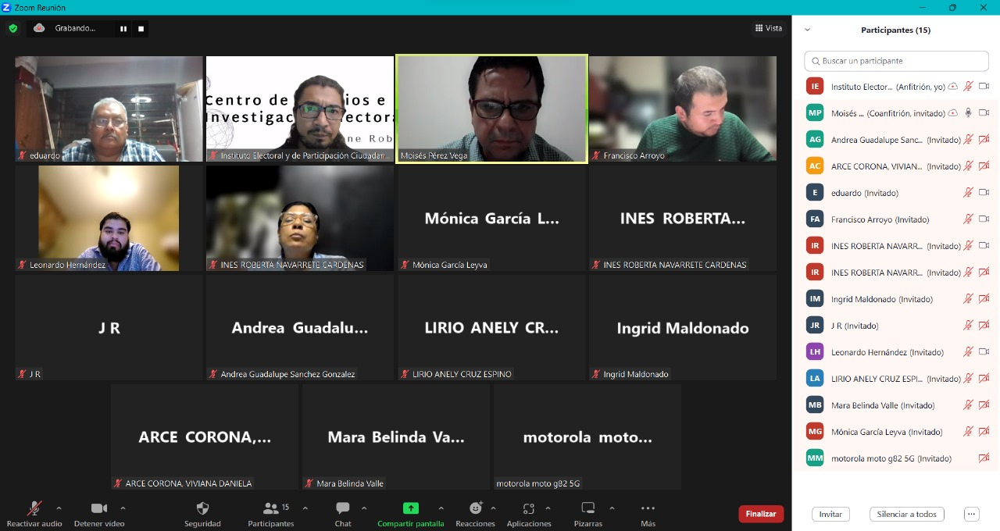 Zoom Reunión
Grabando...
Vista
Centro de
ios e
Investigac
lectora
ne Rob
eduardo
Instituto Electoral y de Participación Ciudadan...
Moisés Pérez Vega
Francisco Arroyo
Mónica García L...
INES ROBERTA...
Leonardo Hernández
INES ROBERTA NAVARRETE CARDENAS
Mónica García Leyva
INES ROBERTA NAVARRETE CARDENAS
J R
Andrea Guadalu...
LIRIO ANELY CR...
Ingrid Maldonado
J R
Andrea Guadalupe Sanchez Gonzalez
LIRIO ANELY CRUZ ESPINO
Ingrid Maldonado
ARCE CORONA,...
Mara Belinda Va...
motorola moto...
ARCE CORONA, VIVIANA DANIELA
Mara Belinda Valle
motorola moto g82 5G
Reactivar audio
Detener vídeo
Seguridad
15
Participantes
Chat
Compartir pantalla
Reacciones
Aplicaciones
Pizarras
Más
Finalizar
Participantes (15)
Buscar un participante
IE Instituto Elector... (Anfitrión, yo)
MP Moisés ... (Coanfitrión, invitado)
AG Andrea Guadalupe Sanc... (Invitado)
AC ARCE CORONA, VIVIAN... (Invitado)
E eduardo (Invitado)
FA Francisco Arroyo (Invitado)
IR INES ROBERTA NAVARR... (Invitado)
IR INES ROBERTA NAVARR... (Invitado)
IM Ingrid Maldonado (Invitado)
JR J R (Invitado)
LH Leonardo Hernández (Invitado)
LA LIRIO ANELY CRUZ ESPI... (Invitado)
MB Mara Belinda Valle (Invitado)
MG Mónica García Leyva (Invitado)
MM motorola moto g82 5G (Invitado)
Invitar
Silenciar a todos
...